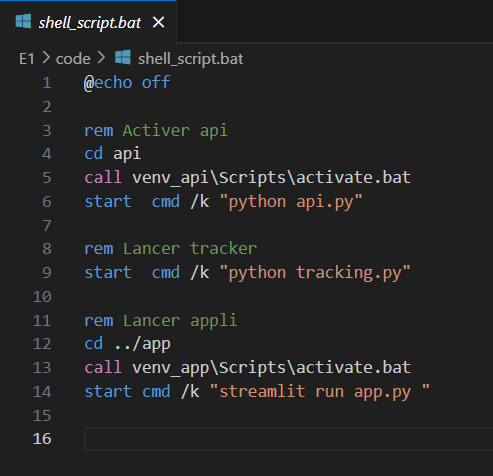 shell_script.bat ×
E1 > code > shell_script.bat
1 @echo off
2
3 rem Activer api
4 cd api
5 call venv_api\Scripts\activate.bat
6 start  cmd /k "python api.py"
7
8 rem Lancer tracker
9 start  cmd /k "python tracking.py"
10
11 rem Lancer appli
12 cd ../app
13 call venv_app\Scripts\activate.bat
14 start cmd /k "streamlit run app.py "
15
16